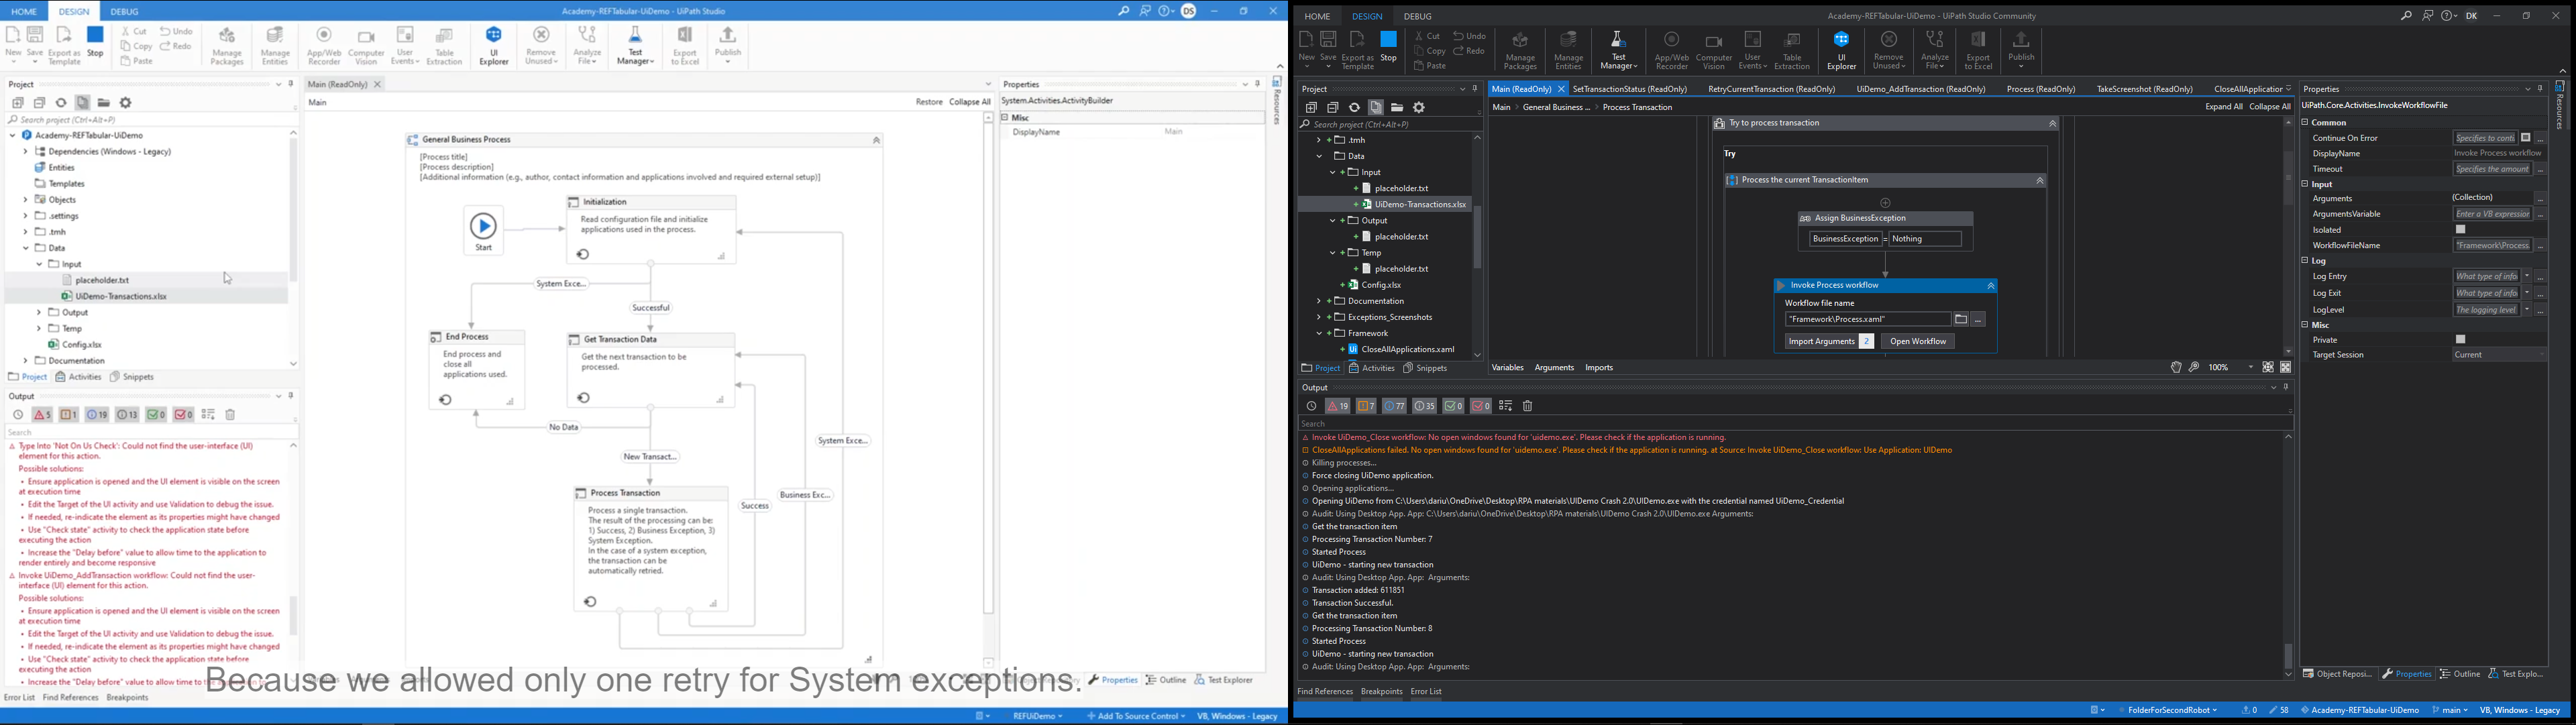 HOME DESIGN DEBUG
Academy-REFTabular-UiDemo - UiPath Studio
DS
New Save Export as Template Stop Cut Copy Paste Undo Redo Manage Packages Manage Entities App/Web Recorder Computer Vision User Events Table Extraction UI Explorer Remove Unused Analyze File Test Manager Export to Excel Publish
Project
Search project (Ctrl+Alt+P)
Academy-REFTabular-UiDemo
Dependencies (Windows - Legacy)
Entities
Templates
Objects
.settings
.tmh
Data
Input
placeholder.txt
UiDemo-Transactions.xlsx
Output
Temp
Config.xlsx
Documentation
Project Activities Snippets
Output
5 1 19 13 0 0
Search
Type Into 'Not On Us Check': Could not find the user-interface (UI)
element for this action.
Possible solutions:
• Ensure application is opened and the UI element is visible on the screen
at execution time
• Edit the Target of the UI activity and use Validation to debug the issue.
• If needed, re-indicate the element as its properties might have changed
• Use "Check state" activity to check the application state before
executing the action
• Increase the "Delay before" value to allow time to the application to
render entirely and become responsive
Invoke UiDemo_AddTransaction workflow: Could not find the user-
interface (UI) element for this action.
Possible solutions:
• Ensure application is opened and the UI element is visible on the screen
at execution time
• Edit the Target of the UI activity and use Validation to debug the issue.
• If needed, re-indicate the element as its properties might have changed
• Use "Check state" activity to check the application state before
executing the action
• Increase the "Delay before" value to allow time to the
Error List Find References Breakpoints
Main (ReadOnly)
Main
Restore Collapse All
General Business Process
[Process title]
[Process description]
[Additional information (e.g., author, contact information and applications involved and required external setup)]
Start
Initialization
Read configuration file and initialize
applications used in the process.
System Exce...
Successful
End Process
End process and
close all
applications used.
Get Transaction Data
Get the next transaction to be
processed.
No Data
System Exce...
New Transact...
Process Transaction
Process a single transaction.
The result of the processing can be:
1) Success, 2) Business Exception, 3)
System Exception.
In the case of a system exception,
the transaction can be
automatically retried.
Success
Business Exc...
Properties
System.Activities.ActivityBuilder
Misc
DisplayName Main
Resources
Because we allowed only one retry for System exceptions.
Properties Outline Test Explorer
REFUiDemo Add To Source Control VB, Windows - Legacy
HOME DESIGN DEBUG
Academy-REFTabular-UiDemo - UiPath Studio Community
DK
New Save Export as Template Stop Cut Copy Paste Undo Redo Manage Packages Manage Entities Test Manager App/Web Recorder Computer Vision User Events Table Extraction UI Explorer Remove Unused Analyze File Export to Excel Publish
Project
Search project (Ctrl+Alt+P)
.tmh
Data
Input
placeholder.txt
UiDemo-Transactions.xlsx
Output
placeholder.txt
Temp
placeholder.txt
Config.xlsx
Documentation
Exceptions_Screenshots
Framework
CloseAllApplications.xaml
Project Activities Snippets
Main (ReadOnly) SetTransactionStatus (ReadOnly) RetryCurrentTransaction (ReadOnly) UiDemo_AddTransaction (ReadOnly) Process (ReadOnly) TakeScreenshot (ReadOnly) CloseAllApplication
Main > General Business ... > Process Transaction
Expand All Collapse All
Try to process transaction
Try
Process the current TransactionItem
Assign BusinessException
BusinessException = Nothing
Invoke Process workflow
Workflow file name
"Framework\Process.xaml"
Import Arguments 2 Open Workflow
Variables Arguments Imports
100%
Output
19 7 77 35 0 0
Search
Invoke UiDemo_Close workflow: No open windows found for 'uidemo.exe'. Please check if the application is running.
CloseAllApplications failed. No open windows found for 'uidemo.exe'. Please check if the application is running. at Source: Invoke UiDemo_Close workflow: Use Application: UIDemo
Killing processes...
Force closing UiDemo application.
Opening applications...
Opening UiDemo from C:\Users\dariu\OneDrive\Desktop\RPA materials\UIDemo Crash 2.0\UIDemo.exe with the credential named UiDemo_Credential
Audit: Using Desktop App. App: C:\Users\dariu\OneDrive\Desktop\RPA materials\UIDemo Crash 2.0\UIDemo.exe Arguments:
Get the transaction item
Processing Transaction Number: 7
Started Process
UiDemo - starting new transaction
Audit: Using Desktop App. App: Arguments:
Transaction added: 611851
Transaction Successful.
Get the transaction item
Processing Transaction Number: 8
Started Process
UiDemo - starting new transaction
Audit: Using Desktop App. App: Arguments:
Find References Breakpoints Error List
Properties
UiPath.Core.Activities.InvokeWorkflowFile
Common
Continue On Error Specifies to conti ...
DisplayName Invoke Process workflow
Timeout Specifies the amount ...
Input
Arguments (Collection) ...
ArgumentsVariable Enter a VB expression ...
Isolated
WorkflowFileName "Framework\Process. ...
Log
Log Entry What type of info ...
Log Exit What type of info ...
LogLevel The logging level ...
Misc
Private
Target Session Current
Resources
Object Reposi... Properties Outline Test Explo...
FolderForSecondRobot 0 58 Academy-REFTabular-UiDemo main VB, Windows - Legacy